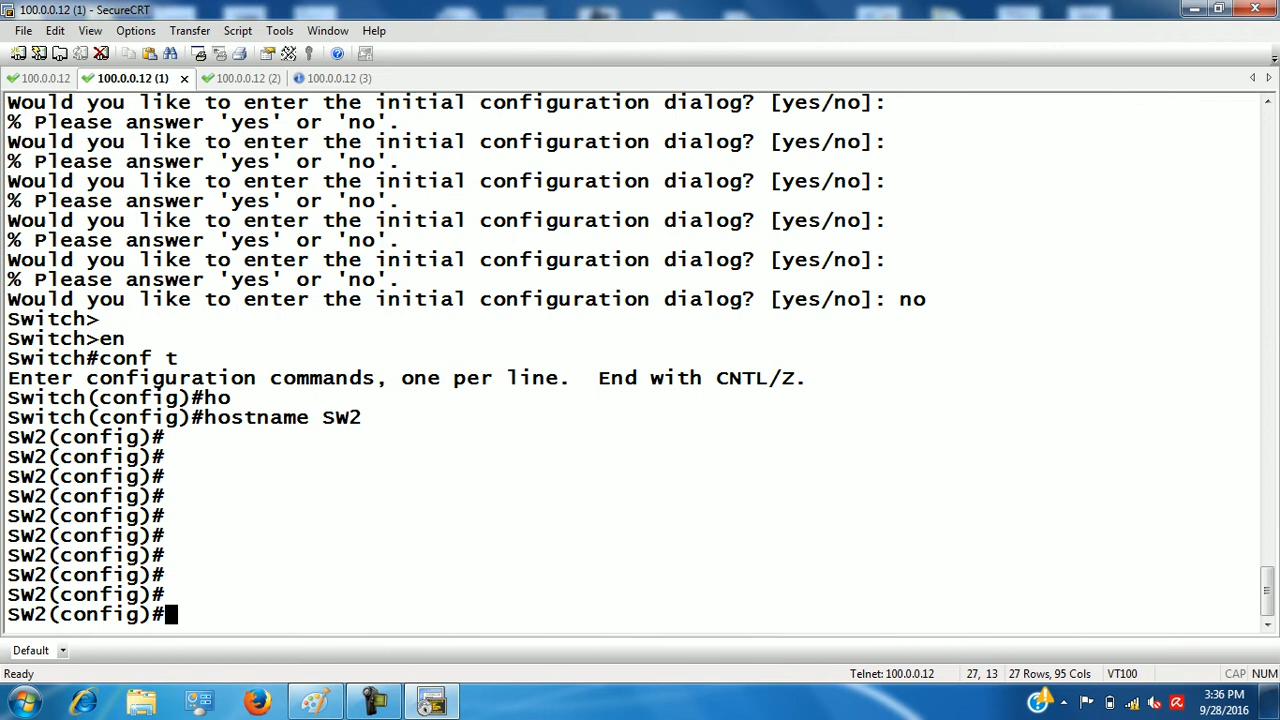 100.0.0.12 (1) - SecureCRT
File Edit View Options Transfer Script Tools Window Help
100.0.0.12 100.0.0.12 (1) 100.0.0.12 (2) 100.0.0.12 (3)
Would you like to enter the initial configuration dialog? [yes/no]:
% Please answer 'yes' or 'no'.
Would you like to enter the initial configuration dialog? [yes/no]:
% Please answer 'yes' or 'no'.
Would you like to enter the initial configuration dialog? [yes/no]:
% Please answer 'yes' or 'no'.
Would you like to enter the initial configuration dialog? [yes/no]:
% Please answer 'yes' or 'no'.
Would you like to enter the initial configuration dialog? [yes/no]:
% Please answer 'yes' or 'no'.
Would you like to enter the initial configuration dialog? [yes/no]: no
Switch>
Switch>en
Switch#conf t
Enter configuration commands, one per line.  End with CNTL/Z.
Switch(config)#ho
Switch(config)#hostname SW2
SW2(config)#
SW2(config)#
SW2(config)#
SW2(config)#
SW2(config)#
SW2(config)#
SW2(config)#
SW2(config)#
SW2(config)#
SW2(config)#
Default
Ready Telnet: 100.0.0.12 27, 13 27 Rows, 95 Cols VT100 CAP NUM
3:36 PM
9/28/2016